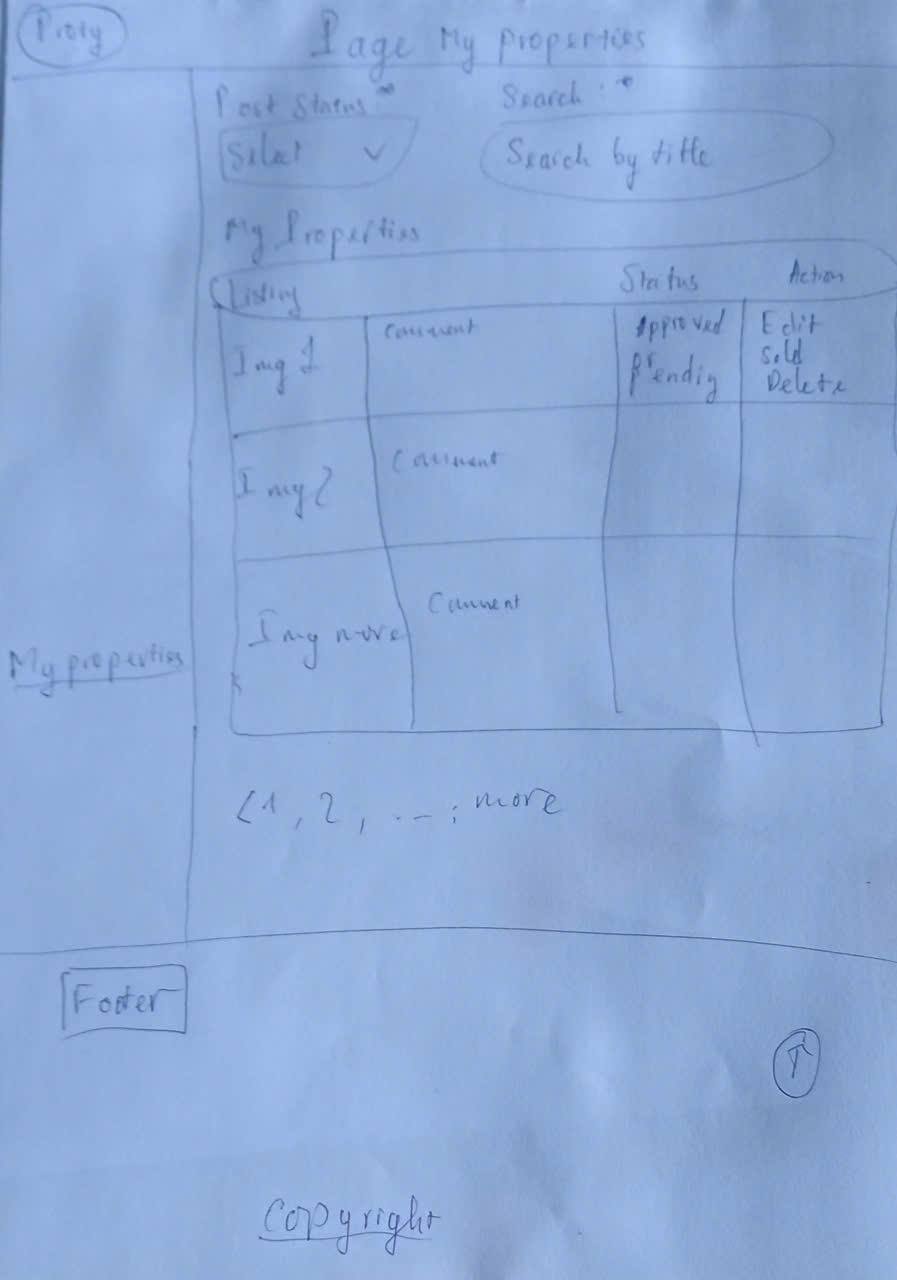 Proty
Page My properties
Post Status:*
Search:*
Select
Search by title
My Properties
Listing Status Action
Img 1 Comment Approved Edit
Sold
Pending Delete
Img 2 Comment
Img more Comment
My properties
<1, 2, ...; more
Footer
Copyright